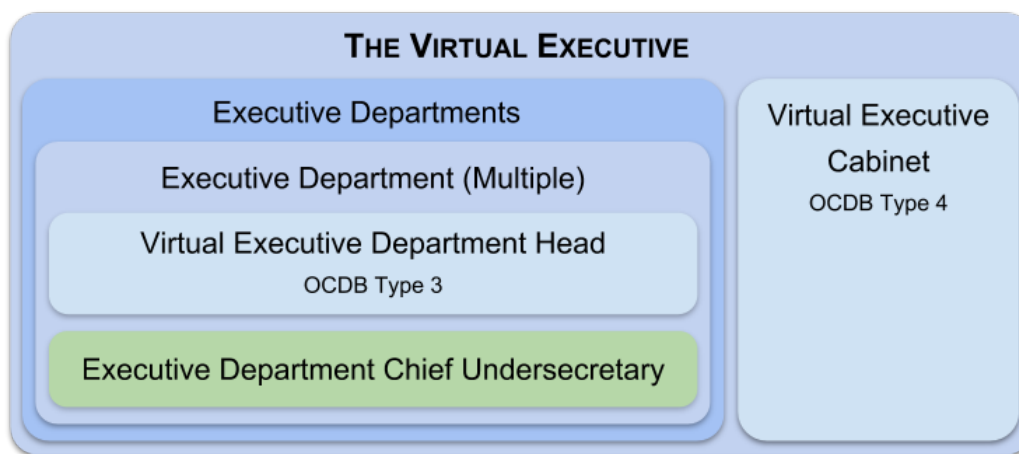 THE VIRTUAL EXECUTIVE
Executive Departments
Executive Department (Multiple)
Virtual Executive Department Head
OCDB Type 3
Executive Department Chief Undersecretary
Virtual Executive
Cabinet
OCDB Type 4